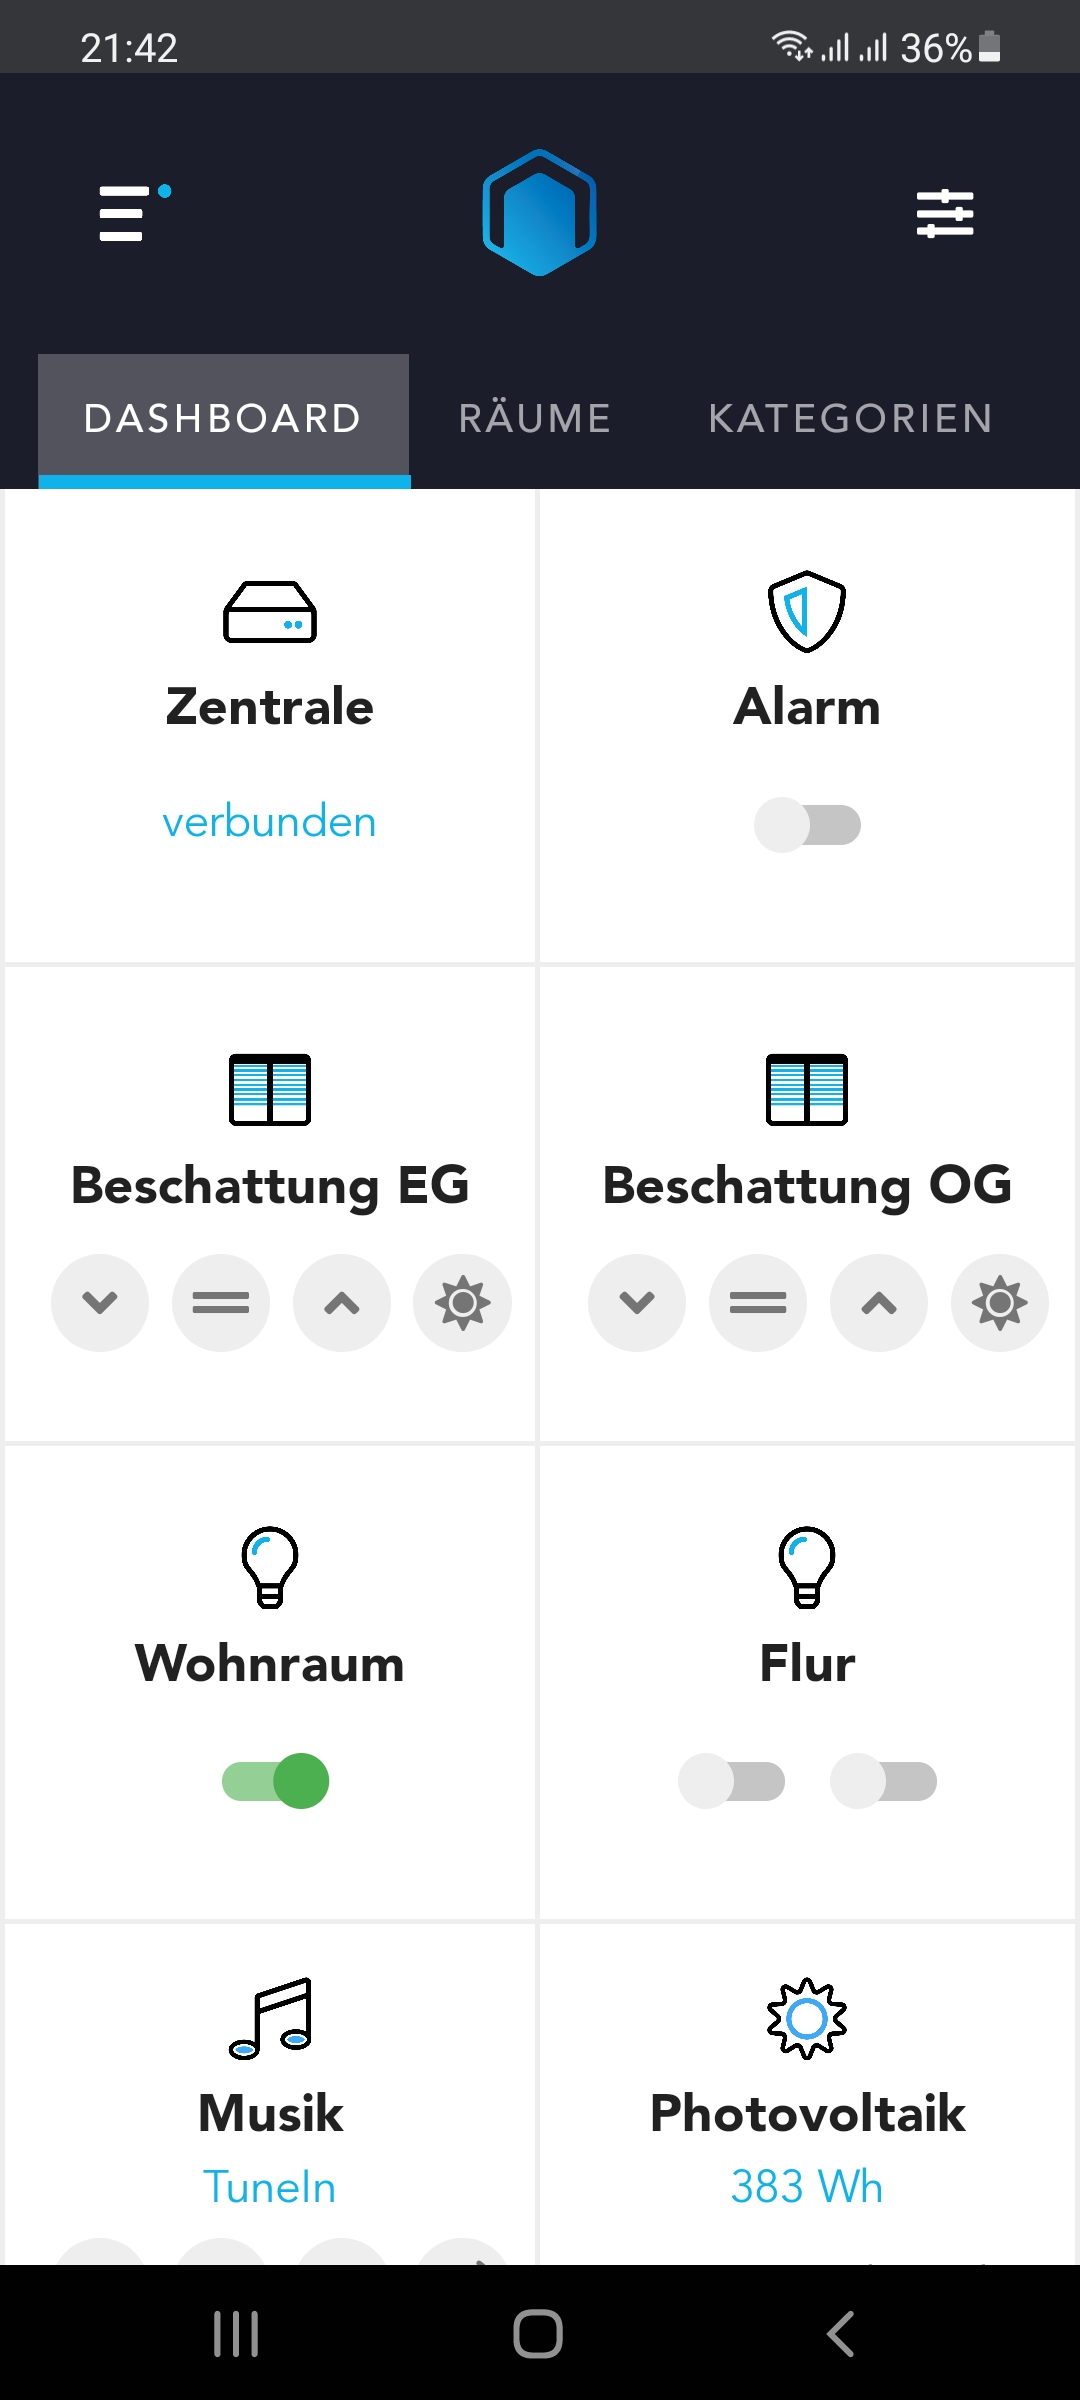 21:42 36%
DASHBOARD RÄUME KATEGORIEN
Zentrale Alarm
verbunden
Beschattung EG Beschattung OG
Wohnraum Flur
Musik Photovoltaik
TuneIn 383 Wh